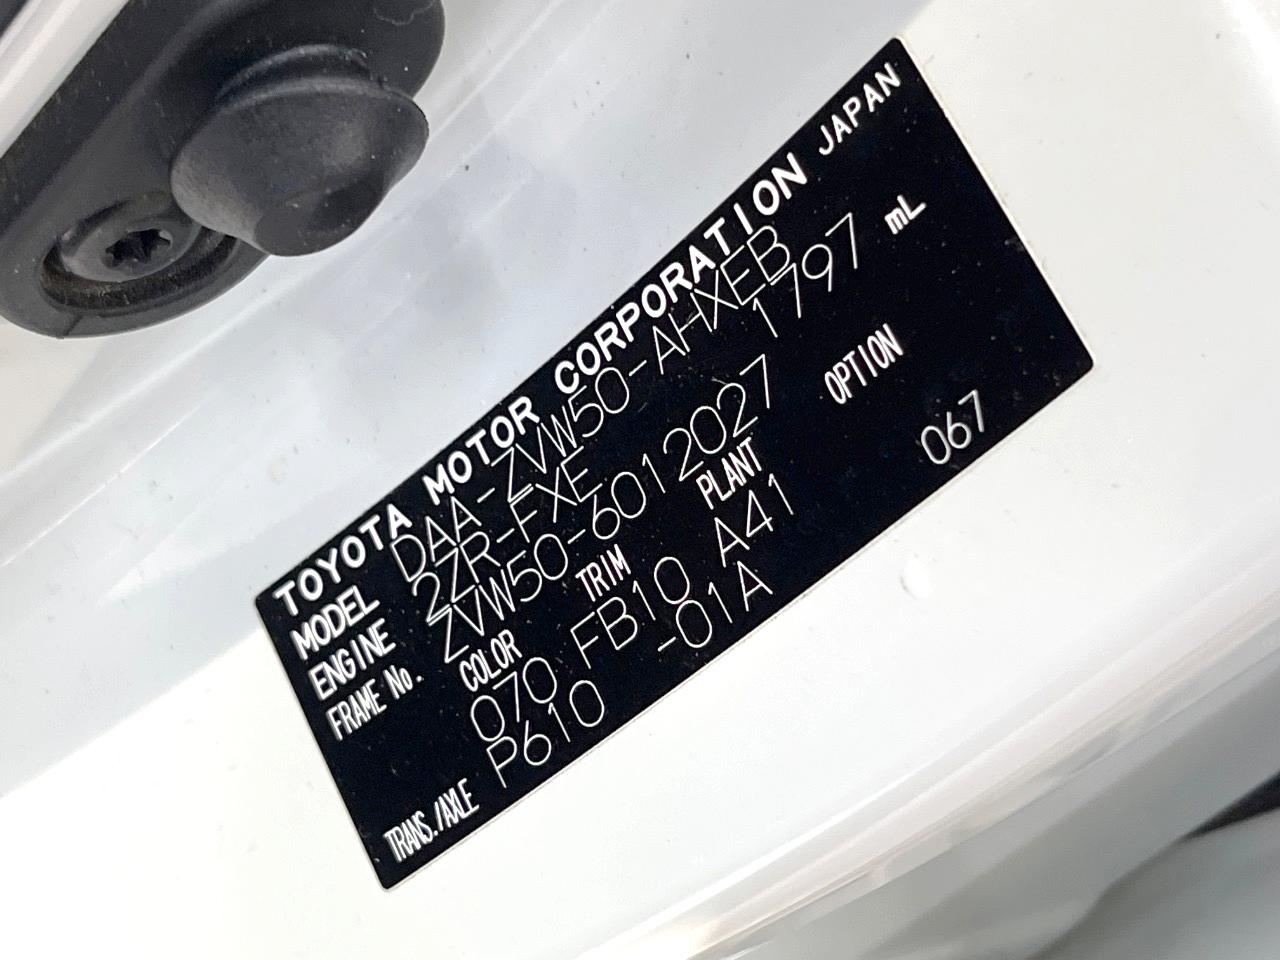 TOYOTA MOTOR CORPORATION JAPAN
MODEL DAA-ZVW50-AHXEB
ENGINE 2ZR-FXE 1797 mL
FRAME No. ZVW50-6012027
COLOR TRIM PLANT OPTION
070 FB10 A41 067
TRANS./AXLE P610 -01A